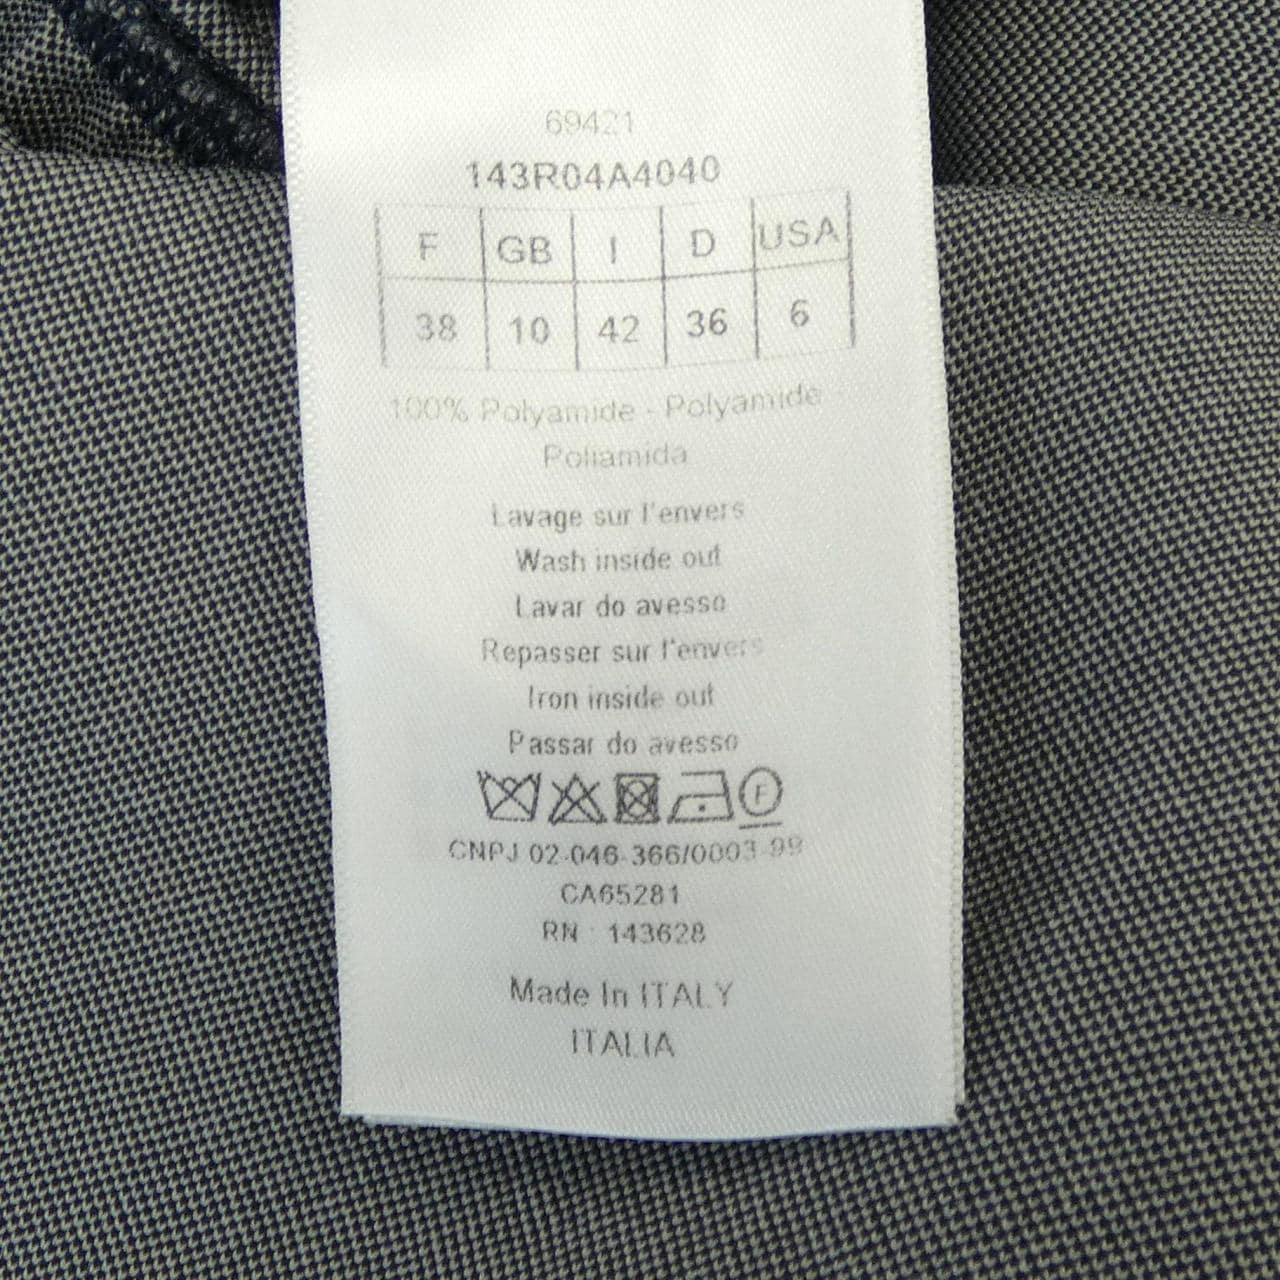 69421
143R04A4040
F GB I D USA
38 10 42 36 6
100% Polyamide - Polyamide
Poliamida
Lavage sur l'envers
Wash inside out
Lavar do avesso
Repasser sur l'envers
Iron inside out
Passar do avesso
F
CNPJ 02-046-366/0003-99
CA65281
RN : 143628
Made In ITALY
ITALIA